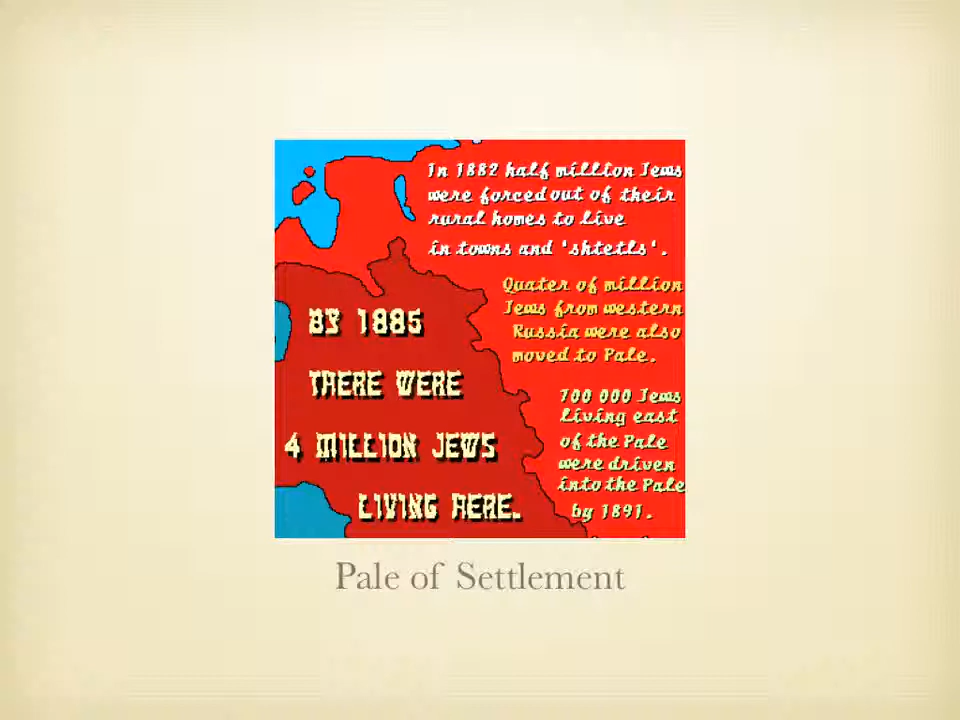 In 1882 half million Jews
were forced out of their
rural homes to live
in towns and 'shtetls'.
Quater of million
Jews from western
Russia were also
moved to Pale.
BY 1885
THERE WERE
4 MILLION JEWS
LIVING HERE.
700 000 Jews
living east
of the Pale
were driven
into the Pale
by 1891.
Pale of Settlement